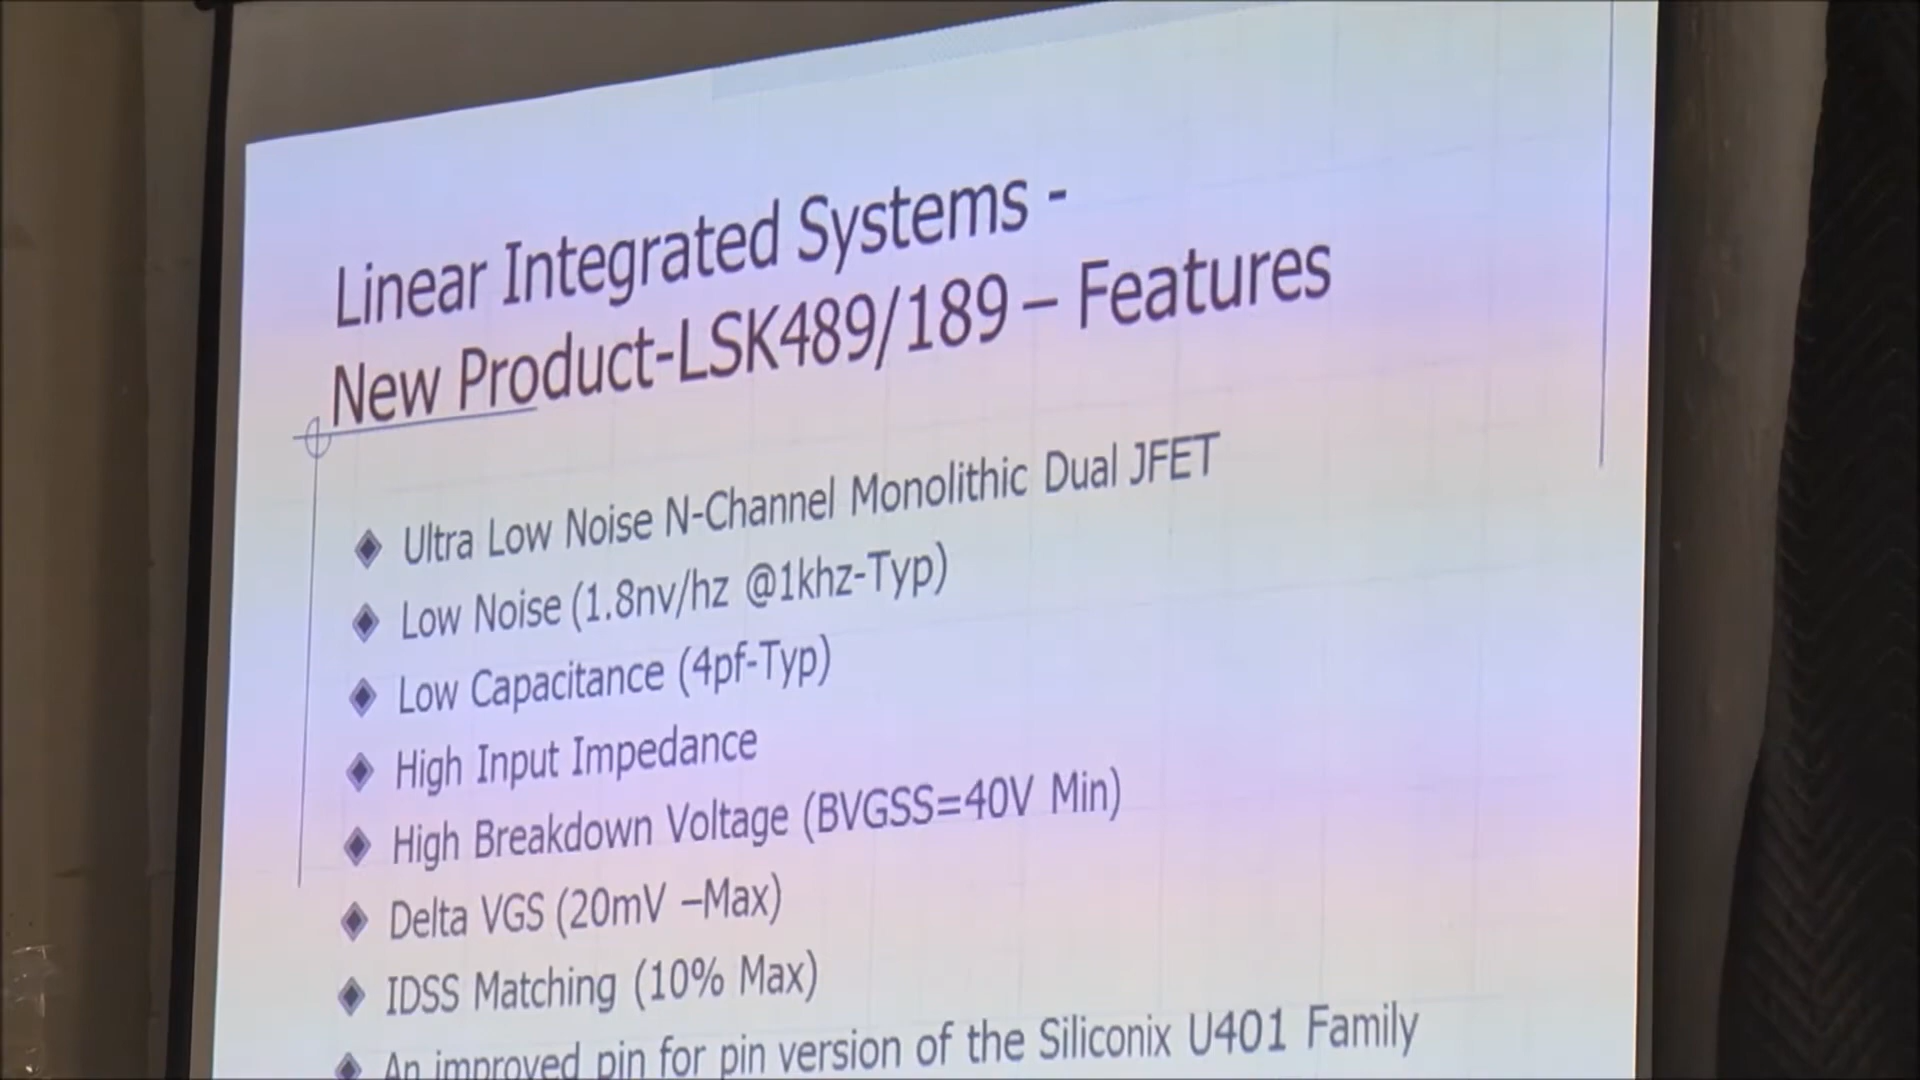 Linear Integrated Systems -
New Product-LSK489/189 – Features
Ultra Low Noise N-Channel Monolithic Dual JFET
Low Noise (1.8nv/hz @1khz-Typ)
Low Capacitance (4pf-Typ)
High Input Impedance
High Breakdown Voltage (BVGSS=40V Min)
Delta VGS (20mV –Max)
IDSS Matching (10% Max)
An improved pin for pin version of the Siliconix U401 Family